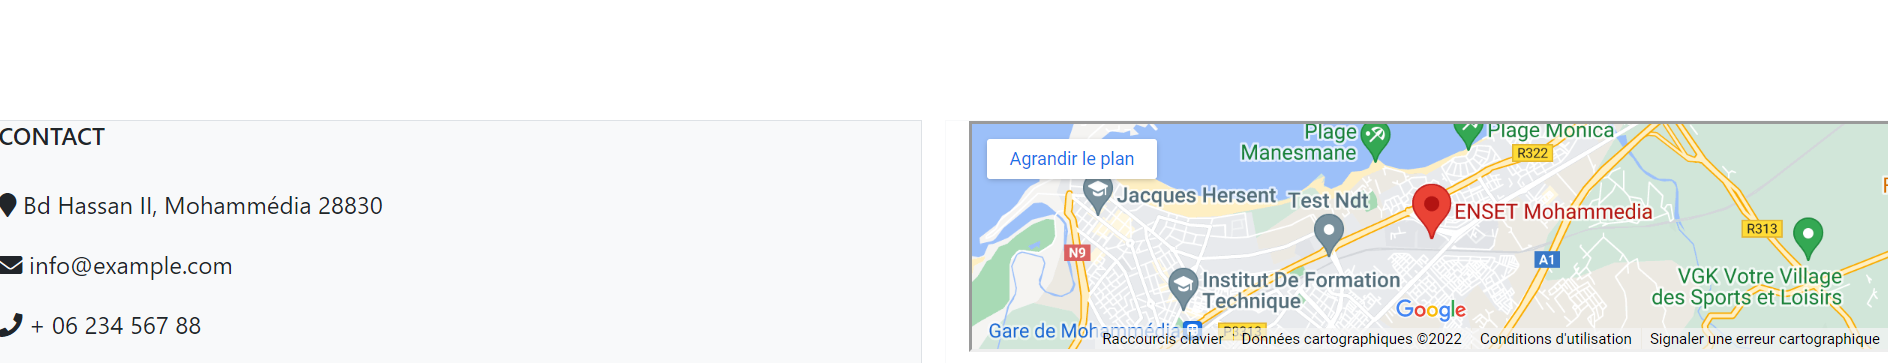 CONTACT
Bd Hassan II, Mohammédia 28830
info@example.com
+ 06 234 567 88
Agrandir le plan
Plage
Manesmane
Plage Monica
R322
Jacques Hersent
Test Ndt
ENSET Mohammedia
R313
N9
A1
Institut De Formation
Technique
VGK Votre Village
des Sports et Loisirs
Google
Gare de Mohammédia
R3313
Raccourcis clavier
Données cartographiques ©2022
Conditions d'utilisation
Signaler une erreur cartographique